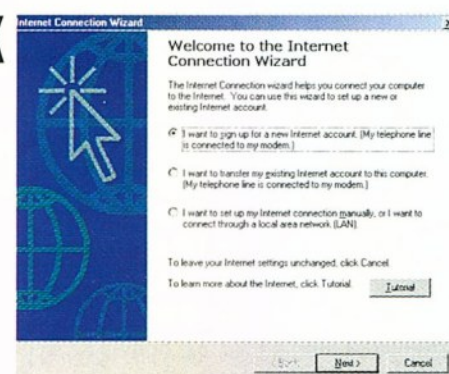 Internet Connection Wizard
Welcome to the Internet
Connection Wizard
The Internet Connection wizard helps you connect your computer
to the Internet. You can use this wizard to set up a new or
existing Internet account.
I want to sign up for a new Internet account. (My telephone line
is connected to my modem.)
I want to transfer my existing Internet account to this computer.
(My telephone line is connected to my modem.)
I want to set up my Internet connection manually, or I want to
connect through a local area network (LAN).
To leave your Internet settings unchanged, click Cancel.
To learn more about the Internet, click Tutorial.
Tutorial
Back Next > Cancel